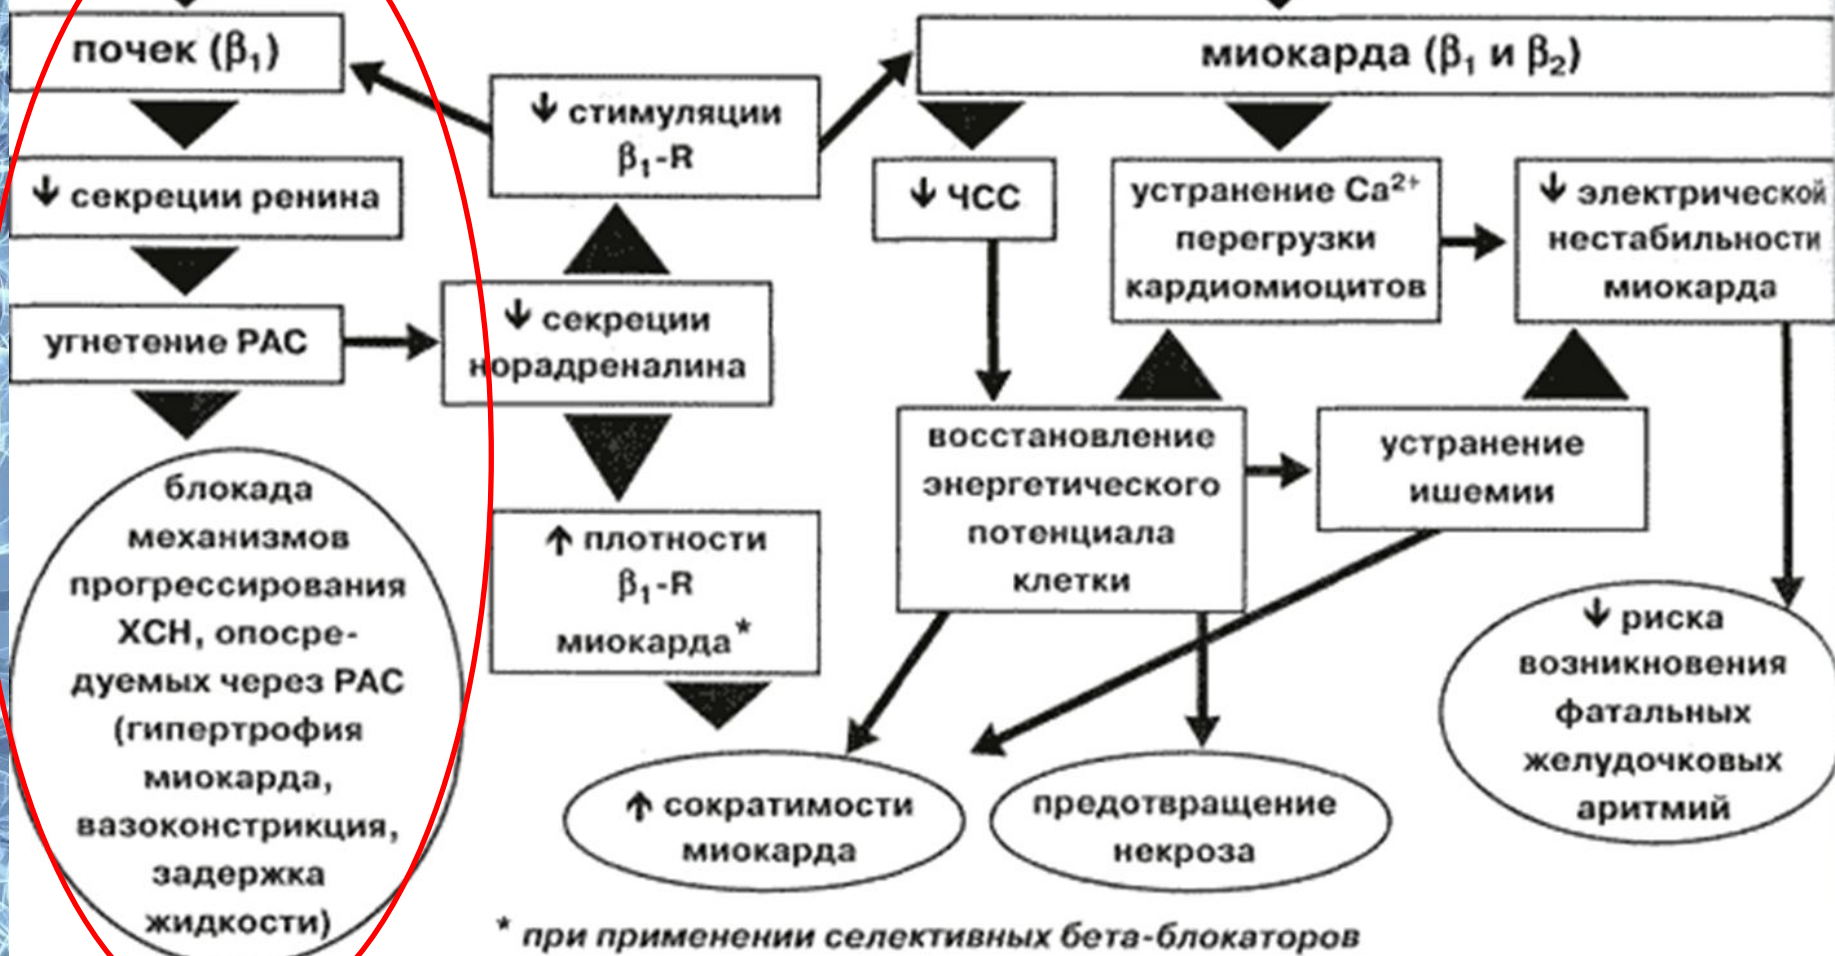 почек (β₁)
↓ секреции ренина
угнетение РАС
блокада
механизмов
прогрессирования
ХСН, опосре-
дуемых через РАС
(гипертрофия
миокарда,
вазоконстрикция,
задержка
жидкости)
↓ стимуляции
β₁-R
↓ секреции
норадреналина
↑ плотности
β₁-R
миокарда*
миокарда (β₁ и β₂)
↓ ЧСС
устранение Ca²⁺
перегрузки
кардиомиоцитов
↓ электрической
нестабильности
миокарда
восстановление
энергетического
потенциала
клетки
устранение
ишемии
↑ сократимости
миокарда
предотвращение
некроза
↓ риска
возникновения
фатальных
желудочковых
аритмий
* при применении селективных бета-блокаторов